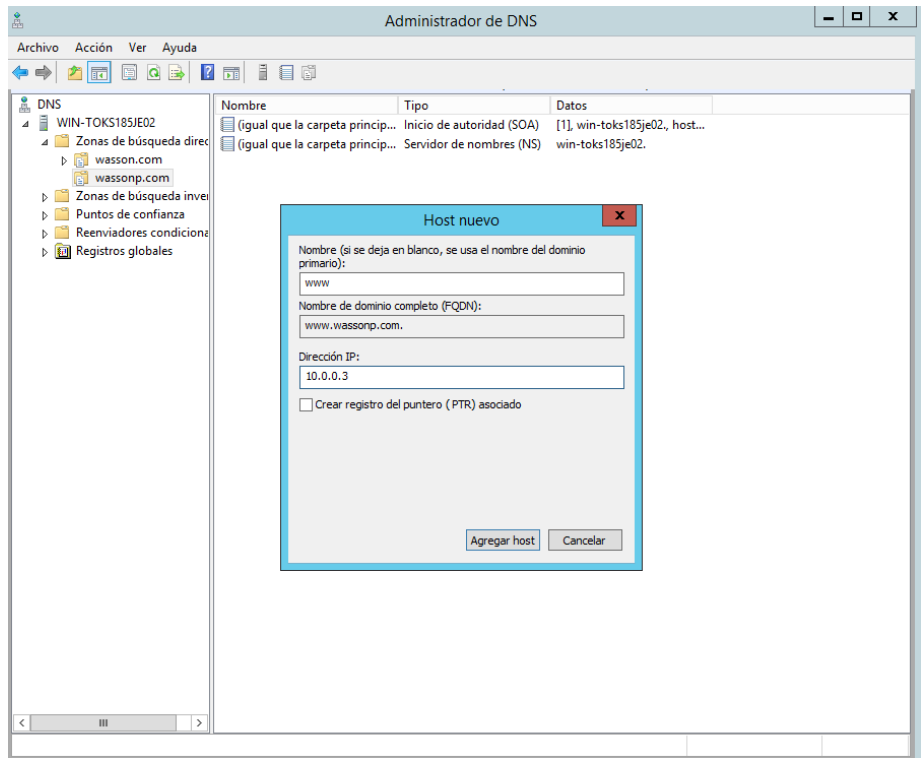 Administrador de DNS
Archivo Acción Ver Ayuda
DNS
WIN-TOKS185JE02
Zonas de búsqueda direc
wasson.com
wassonp.com
Zonas de búsqueda inver
Puntos de confianza
Reenviadores condiciona
Registros globales
Nombre Tipo Datos
(igual que la carpeta princip... Inicio de autoridad (SOA) [1], win-toks185je02., host...
(igual que la carpeta princip... Servidor de nombres (NS) win-toks185je02.
Host nuevo
Nombre (si se deja en blanco, se usa el nombre del dominio
primario):
www
Nombre de dominio completo (FQDN):
www.wassonp.com.
Dirección IP:
10.0.0.3
Crear registro del puntero (PTR) asociado
Agregar host Cancelar